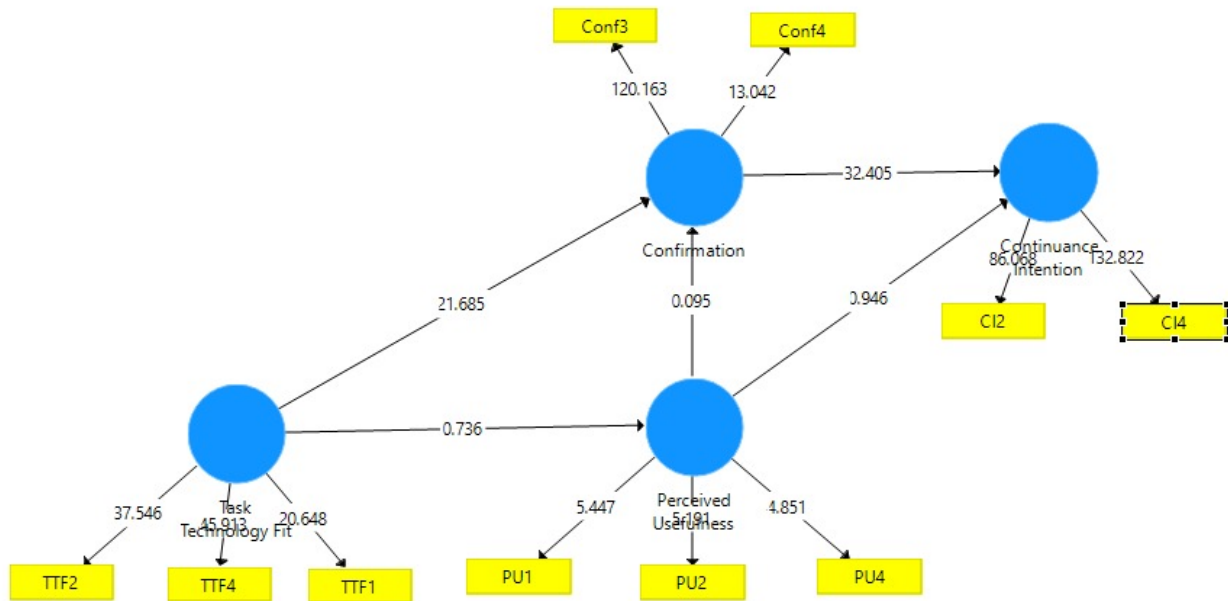 Conf3
Conf4
120.163
13.042
32.405
Confirmation
Continuance
Intention
86.068
132.822
21.685
0.095
0.946
CI2
CI4
0.736
37.546
45.913
20.648
Task
Technology Fit
5.447
5.191
4.851
Perceived
Usefulness
TTF2
TTF4
TTF1
PU1
PU2
PU4